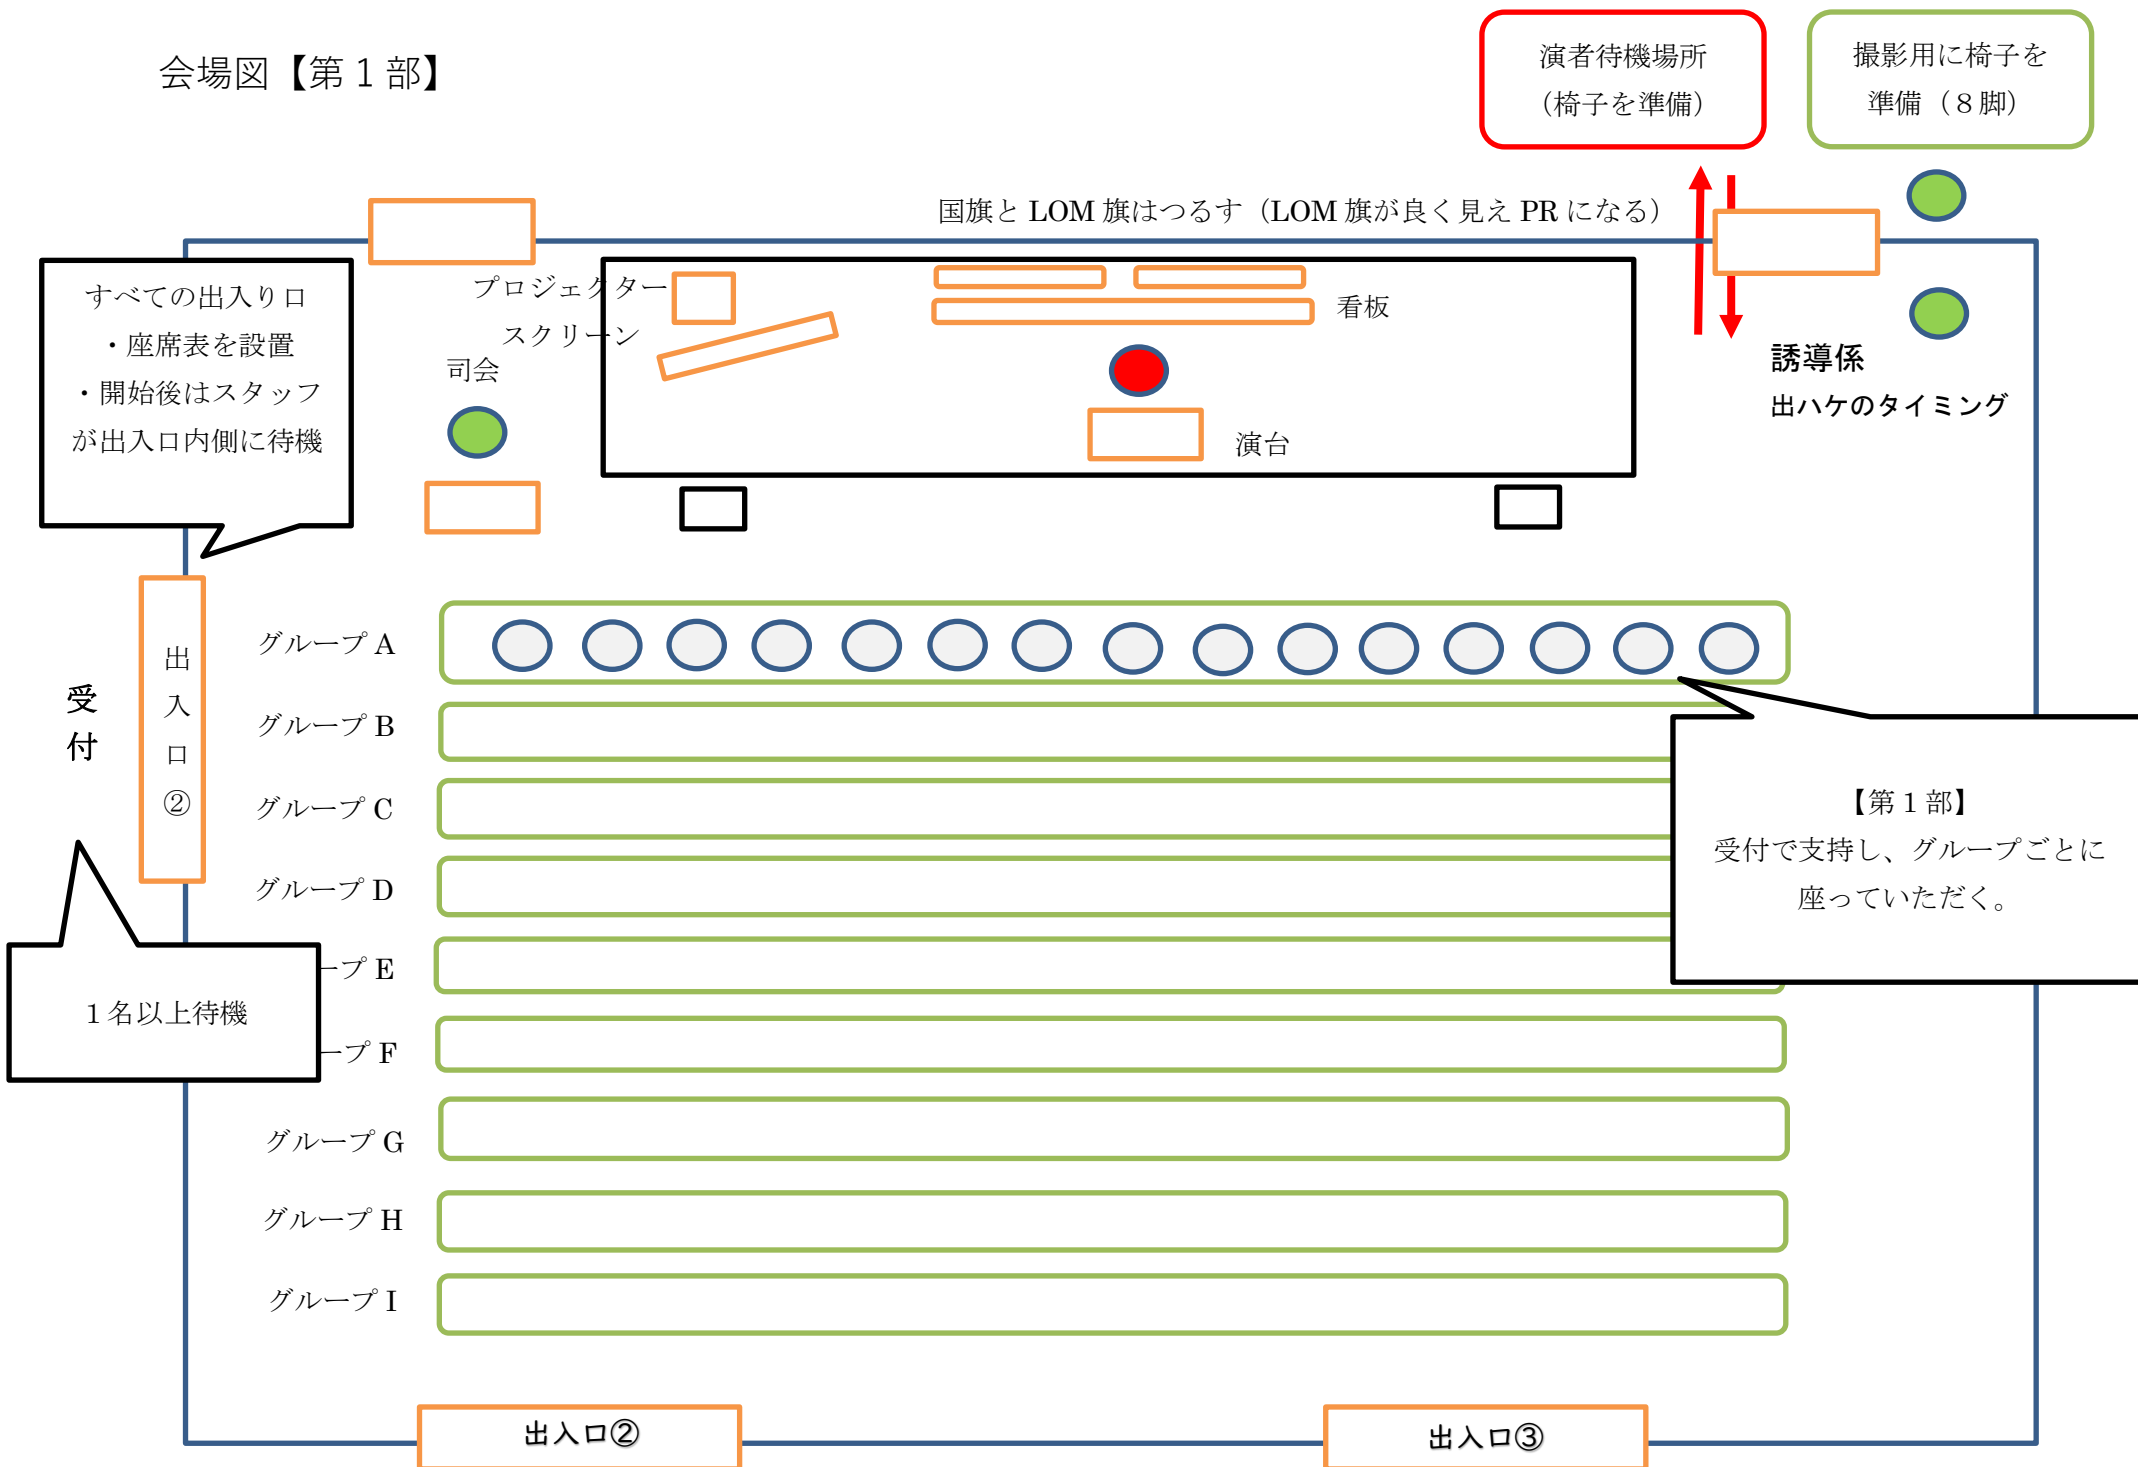 会場図【第１部】
演者待機場所
（椅子を準備）
撮影用に椅子を
準備（８脚）
国旗と LOM 旗はつるす（LOM 旗が良く見え PR になる）
すべての出入り口
・座席表を設置
・開始後はスタッフ
が出入口内側に待機
プロジェクター
スクリーン
司会
看板
演台
誘導係
出ハケのタイミング
受付
出入口②
グループ A
グループ B
グループ C
グループ D
ープ E
ープ F
グループ G
グループ H
グループ I
【第１部】
受付で支持し、グループごとに
座っていただく。
１名以上待機
出入口②
出入口③